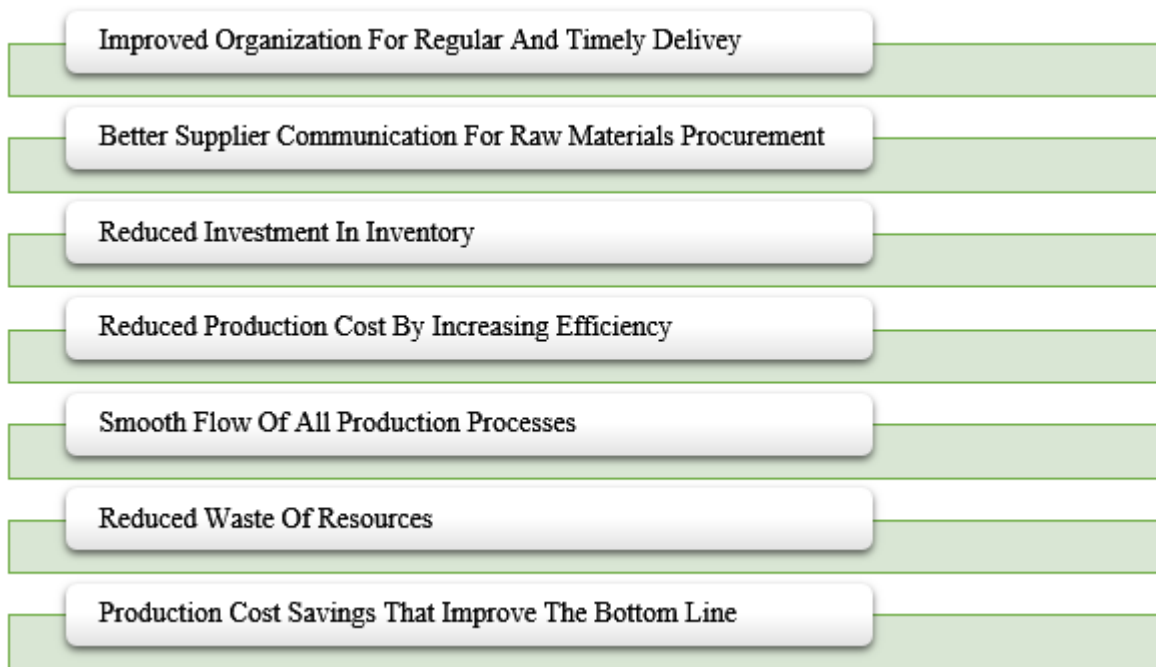 Improved Organization For Regular And Timely Delivey
Better Supplier Communication For Raw Materials Procurement
Reduced Investment In Inventory
Reduced Production Cost By Increasing Efficiency
Smooth Flow Of All Production Processes
Reduced Waste Of Resources
Production Cost Savings That Improve The Bottom Line